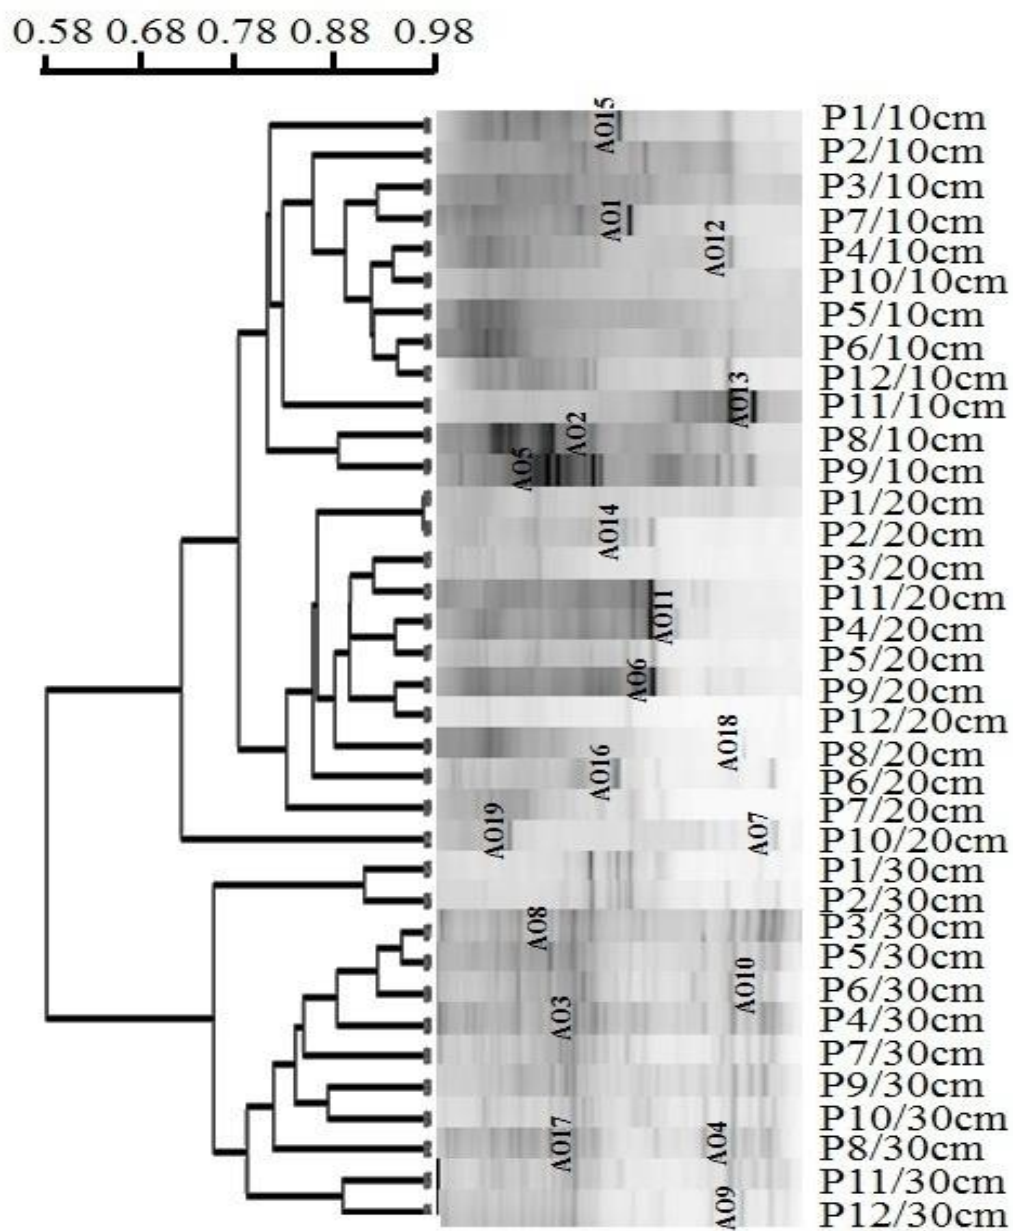 0.58 0.68 0.78 0.88 0.98
AO15 P1/10cm
P2/10cm
P3/10cm
AO1 P7/10cm
AO12 P4/10cm
P10/10cm
P5/10cm
P6/10cm
P12/10cm
AO13 P11/10cm
AO2 P8/10cm
AO5 P9/10cm
P1/20cm
AO14 P2/20cm
P3/20cm
P11/20cm
AO11 P4/20cm
P5/20cm
AO6 P9/20cm
P12/20cm
AO18 P8/20cm
AO16 P6/20cm
P7/20cm
AO19 AO7 P10/20cm
P1/30cm
P2/30cm
AO8 P3/30cm
P5/30cm
AO10 P6/30cm
AO3 P4/30cm
P7/30cm
P9/30cm
P10/30cm
AO17 AO4 P8/30cm
P11/30cm
AO9 P12/30cm